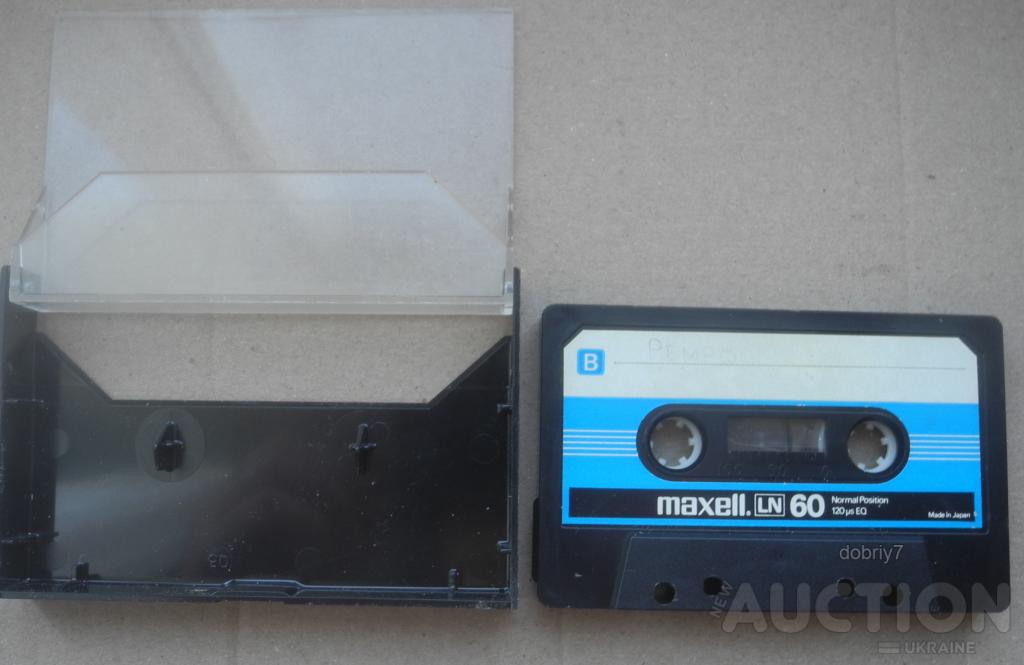 B
maxell. LN 60 Normal Position
120 µs EQ
Made in Japan
dobriy7
NEW AUCTION
UKRAINE